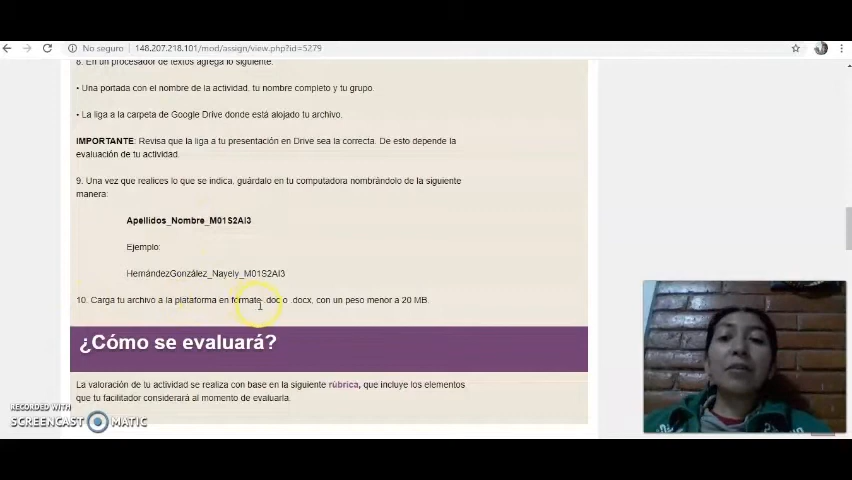 No seguro
148.207.218.101/mod/assign/view.php?id=5279
8. En un procesador de textos agrega lo siguiente:
• Una portada con el nombre de la actividad, tu nombre completo y tu grupo.
• La liga a la carpeta de Google Drive donde está alojado tu archivo.
IMPORTANTE: Revisa que la liga a tu presentación en Drive sea la correcta. De esto depende la
evaluación de tu actividad.
9. Una vez que realices lo que se indica, guárdalo en tu computadora nombrándolo de la siguiente
manera:
Apellidos_Nombre_M01S2AI3
Ejemplo:
HernándezGonzález_Nayely_M01S2AI3
10. Carga tu archivo a la plataforma en formato .doc o .docx, con un peso menor a 20 MB.
¿Cómo se evaluará?
La valoración de tu actividad se realiza con base en la siguiente rúbrica, que incluye los elementos
que tu facilitador considerará al momento de evaluarla.
RECORDED WITH
SCREENCAST MATIC